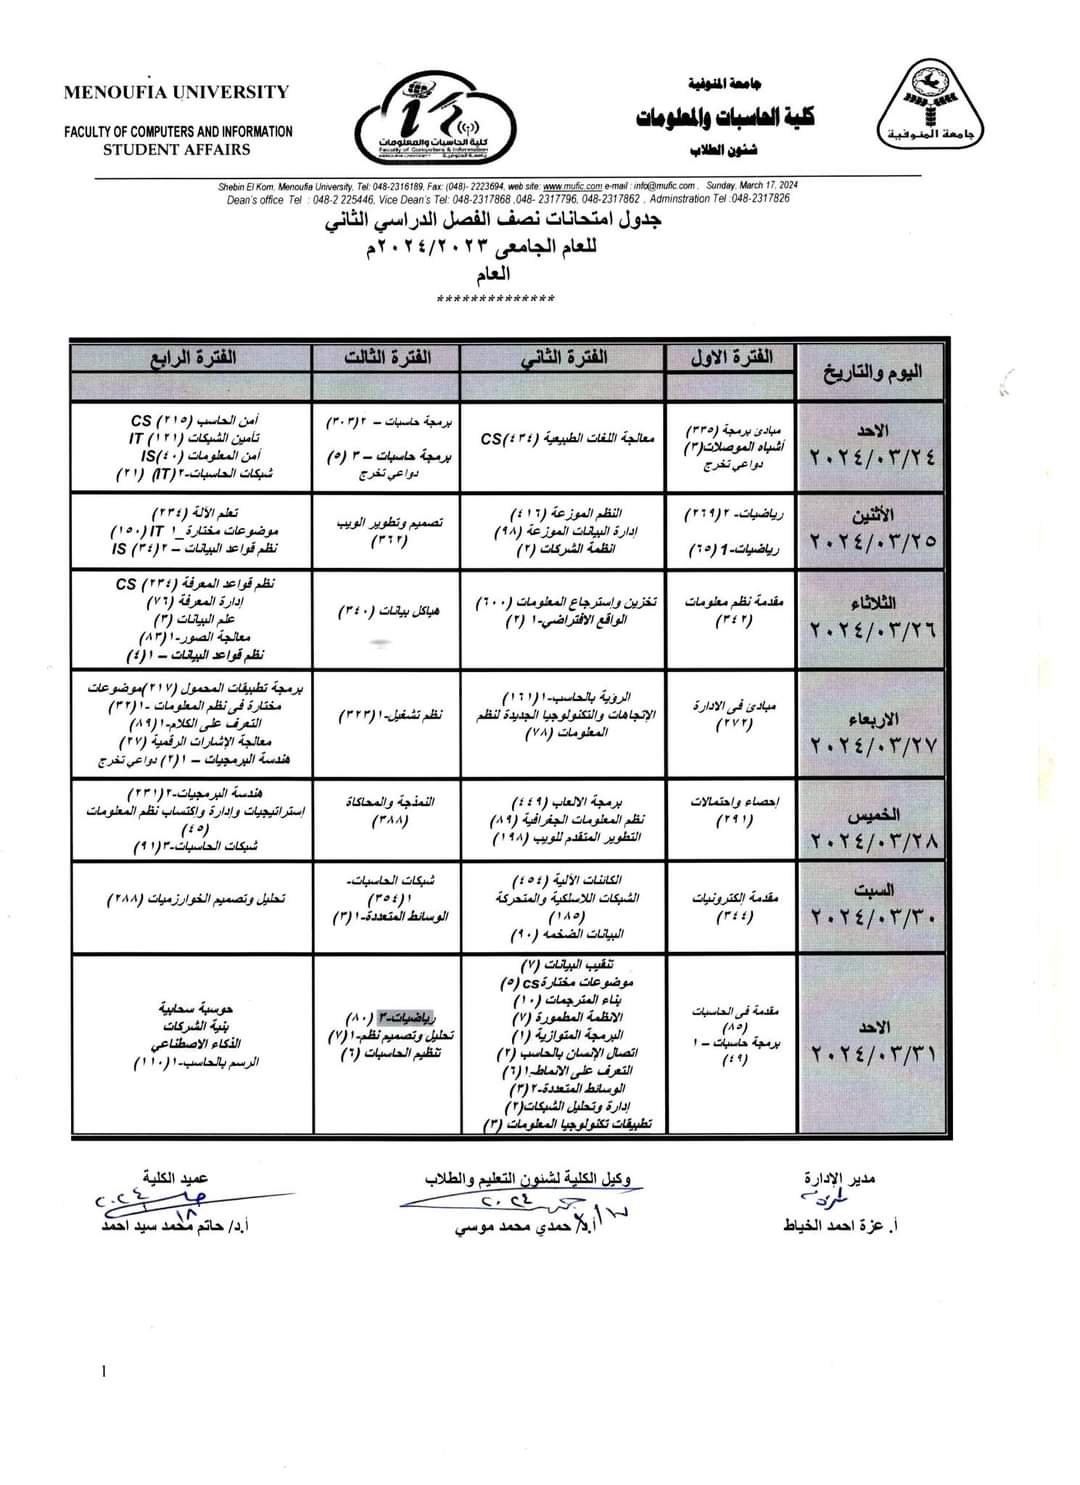 MENOUFIA UNIVERSITY
FACULTY OF COMPUTERS AND INFORMATION
STUDENT AFFAIRS
كلية الحاسبات والمعلومات
Faculty of Computers & Information
جامعة المنوفية
كلية الحاسبات والمعلومات
شئون الطلاب
جامعة المنوفية
Shebin El Kom, Menoufia University, Tel: 048-2316189, Fax: (048)- 2223694, web site: www.mufic.com e-mail : info@mufic.com , Sunday, March 17, 2024
Dean's office Tel : 048-2 225446, Vice Dean's Tel: 048-2317868 ,048- 2317796, 048-2317862 , Adminstration Tel :048-2317826
جدول امتحانات نصف الفصل الدراسي الثاني
للعام الجامعى ٢٠٢٤/٢٠٢٣م
العام
**************
اليوم والتاريخ
الفترة الاول
الفترة الثاني
الفترة الثالث
الفترة الرابع
الاحد
٢٠٢٤/٠٣/٢٤
مبادئ برمجة (٣٣٥)
أشباه الموصلات(٣)
دواعي تخرج
معالجة اللغات الطبيعية (٤٣٤)CS
برمجة حاسبات – ٢(٣٠٣)
برمجة حاسبات – ٣ (٥)
دواعي تخرج
أمن الحاسب (٢١٥) CS
تأمين الشبكات (١٢١) IT
أمن المعلومات (٤٠)IS
شبكات الحاسبات-٢(IT) (٢١)
الأثنين
٢٠٢٤/٠٣/٢٥
رياضيات- ٢(٢٦٩)
رياضيات-1 (٦٥)
النظم الموزعة (٤١٦)
إدارة البيانات الموزعة (٩٨)
انظمة الشركات (٢)
تصميم وتطوير الويب
(٣٦٢)
تعلم الآلة (٢٣٤)
موضوعات مختارة_١ IT (١٥٠)
نظم قواعد البيانات – ٢(٣٤) IS
الثلاثاء
٢٠٢٤/٠٣/٢٦
مقدمة نظم معلومات
(٣٤٢)
تخزين وإسترجاع المعلومات (٦٠٠)
الواقع الافتراضي-١ (٢)
هياكل بيانات (٣٤٠)
نظم قواعد المعرفة (٢٣٤) CS
إدارة المعرفة (٧٦)
علم البيانات (٣)
معالجة الصور-١(٨٣)
نظم قواعد البيانات – ١(٤)
الاربعاء
٢٠٢٤/٠٣/٢٧
مبادئ فى الادارة
(٢٧٢)
الرؤية بالحاسب-١(١٦١)
الإتجاهات والتكنولوجيا الجديدة لنظم
المعلومات (٧٨)
نظم تشغيل-١(٣٢٣)
برمجة تطبيقات المحمول (٢١٧)موضوعات
مختارة فى نظم المعلومات -١(٣٢)
التعرف على الكلام-١(٨٩)
معالجة الإشارات الرقمية (٢٧)
هندسة البرمجيات – ١(٢) دواعي تخرج
الخميس
٢٠٢٤/٠٣/٢٨
إحصاء واحتمالات
(٢٩١)
برمجة الالعاب (٤٤٩)
نظم المعلومات الجغرافية (٨٩)
التطوير المتقدم للويب (١٩٨)
النمذجة والمحاكاة
(٣٨٨)
هندسة البرمجيات-٢(٢٣١)
إستراتيجيات وإدارة واكتساب نظم المعلومات
(٤٥)
شبكات الحاسبات-٣(٩١)
السبت
٢٠٢٤/٠٣/٣٠
مقدمة إلكترونيات
(٣٤٤)
الكائنات الآلية (٤٥٤)
الشبكات اللاسلكية والمتحركة
(١٨٥)
البيانات الضخمه (٩٠)
شبكات الحاسبات-
١(٣٥٤)
الوسائط المتعددة-١(٣)
تحليل وتصميم الخوارزميات (٢٨٨)
الاحد
٢٠٢٤/٠٣/٣١
مقدمة فى الحاسبات
(٨٥)
برمجة حاسبات – ١
(٤٩)
تنقيب البيانات (٧)
موضوعات مختارةcs (٥)
بناء المترجمات (١٠)
الانظمة المطمورة (٧)
البرمجة المتوازية (١)
اتصال الإنسان بالحاسب (٢)
التعرف على الانماط-١(٦)
الوسائط المتعددة-٢(٣)
إدارة وتحليل الشبكات(٢)
تطبيقات تكنولوجيا المعلومات (٣)
رياضيات-٣ (٨٠)
تحليل وتصميم نظم-١(٧)
تنظيم الحاسبات (٦)
حوسبة سحابية
بنية الشركات
الذكاء الاصطناعي
الرسم بالحاسب-١(١١٠)
مدير الإدارة
وكيل الكلية لشئون التعليم والطلاب
عميد الكلية
أ. عزة احمد الخياط
أ.د/ حمدي محمد موسي
أ.د/ حاتم محمد سيد احمد
1